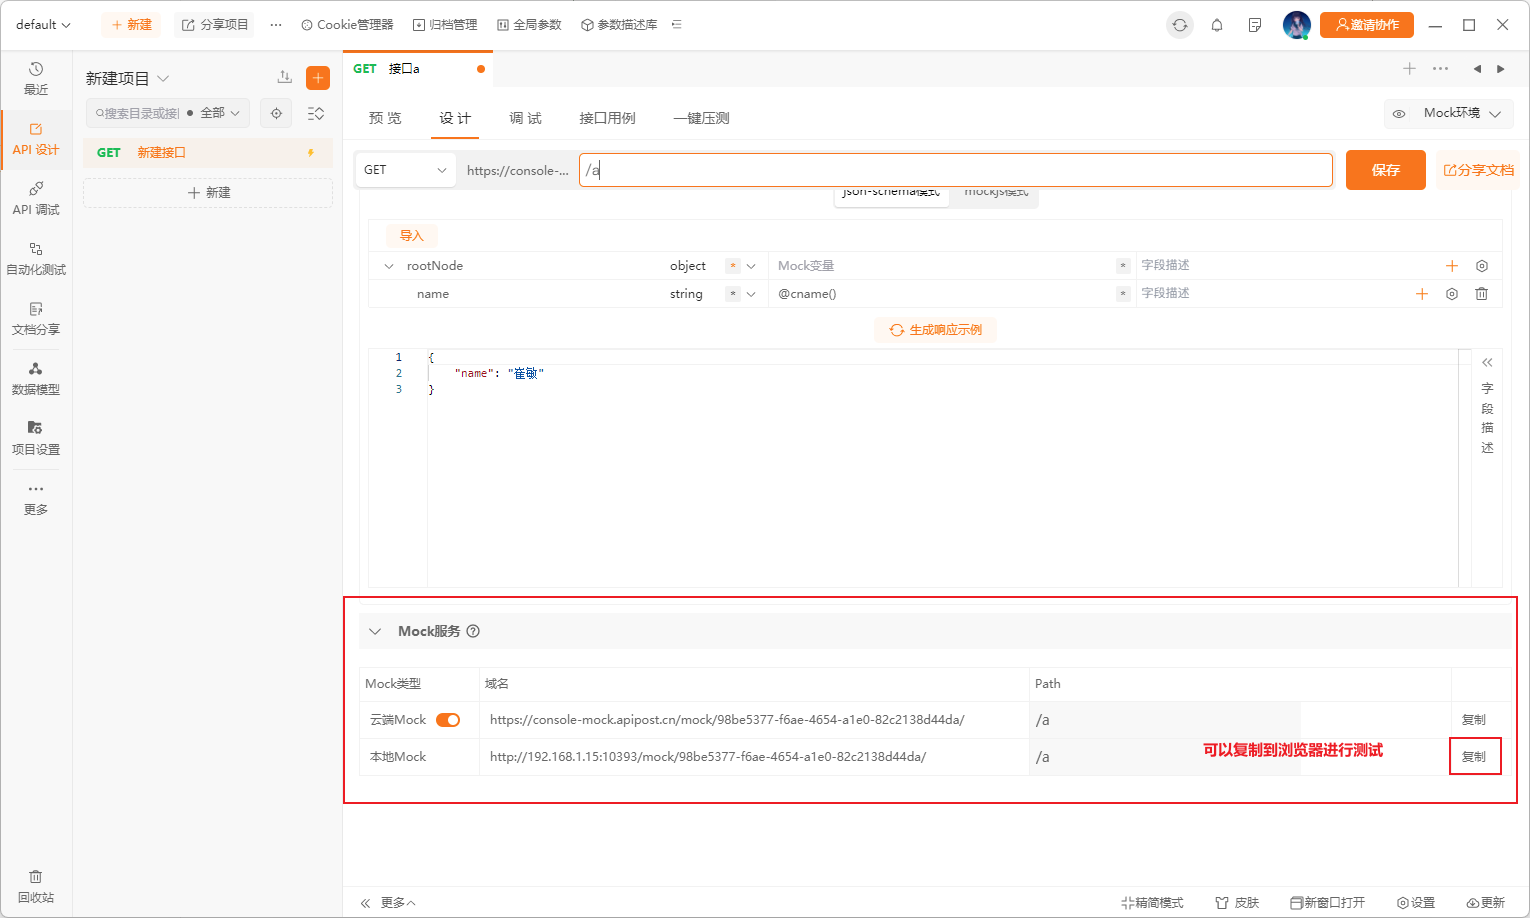 default
新建
分享项目
Cookie管理器
归档管理
全局参数
参数描述库
邀请协作
最近
API 设计
API 调试
自动化测试
文档分享
数据模型
项目设置
更多
回收站
新建项目
搜索目录或接口
全部
GET 新建接口
新建
GET 接口a
预 览
设 计
调 试
接口用例
一键压测
Mock环境
GET
https://console-...
/a
保存
分享文档
json-schema模式
mockjs模式
导入
rootNode object * Mock变量 * 字段描述
name string * @cname() * 字段描述
生成响应示例
1 {
2 "name": "崔敏"
3 }
字段描述
Mock服务
Mock类型 域名 Path
云端Mock https://console-mock.apipost.cn/mock/98be5377-f6ae-4654-a1e0-82c2138d44da/ /a 复制
本地Mock http://192.168.1.15:10393/mock/98be5377-f6ae-4654-a1e0-82c2138d44da/ /a 复制
可以复制到浏览器进行测试
更多
精简模式
皮肤
新窗口打开
设置
更新